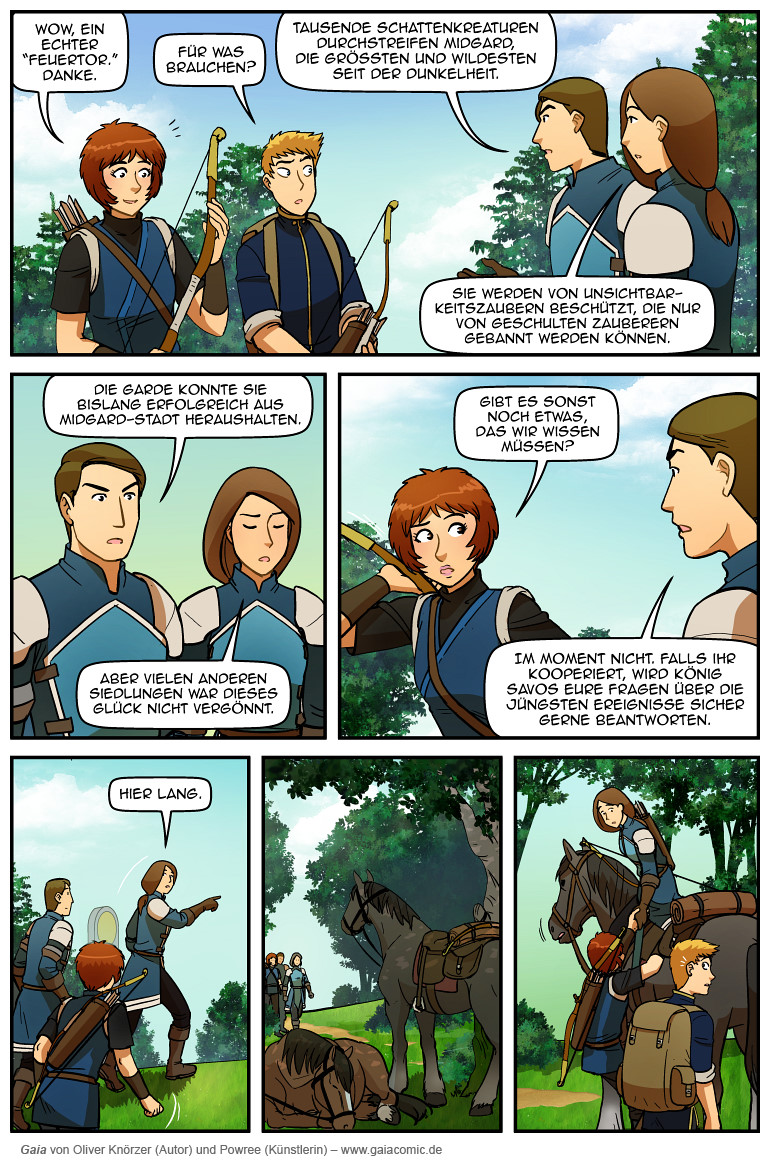 WOW, EIN
ECHTER
"FEUERTOR."
DANKE.
FÜR WAS
BRAUCHEN?
TAUSENDE SCHATTENKREATUREN
DURCHSTREIFEN MIDGARD,
DIE GRÖSSTEN UND WILDESTEN
SEIT DER DUNKELHEIT.
SIE WERDEN VON UNSICHTBAR-
KEITSZAUBERN BESCHÜTZT, DIE NUR
VON GESCHULTEN ZAUBERERN
GEBANNT WERDEN KÖNNEN.
DIE GARDE KONNTE SIE
BISLANG ERFOLGREICH AUS
MIDGARD-STADT HERAUSHALTEN.
ABER VIELEN ANDEREN
SIEDLUNGEN WAR DIESES
GLÜCK NICHT VERGÖNNT.
GIBT ES SONST
NOCH ETWAS,
DAS WIR WISSEN
MÜSSEN?
IM MOMENT NICHT. FALLS IHR
KOOPERIERT, WIRD KÖNIG
SAVOS EURE FRAGEN ÜBER DIE
JÜNGSTEN EREIGNISSE SICHER
GERNE BEANTWORTEN.
HIER LANG.
Gaia von Oliver Knörzer (Autor) und Powree (Künstlerin) – www.gaiacomic.de